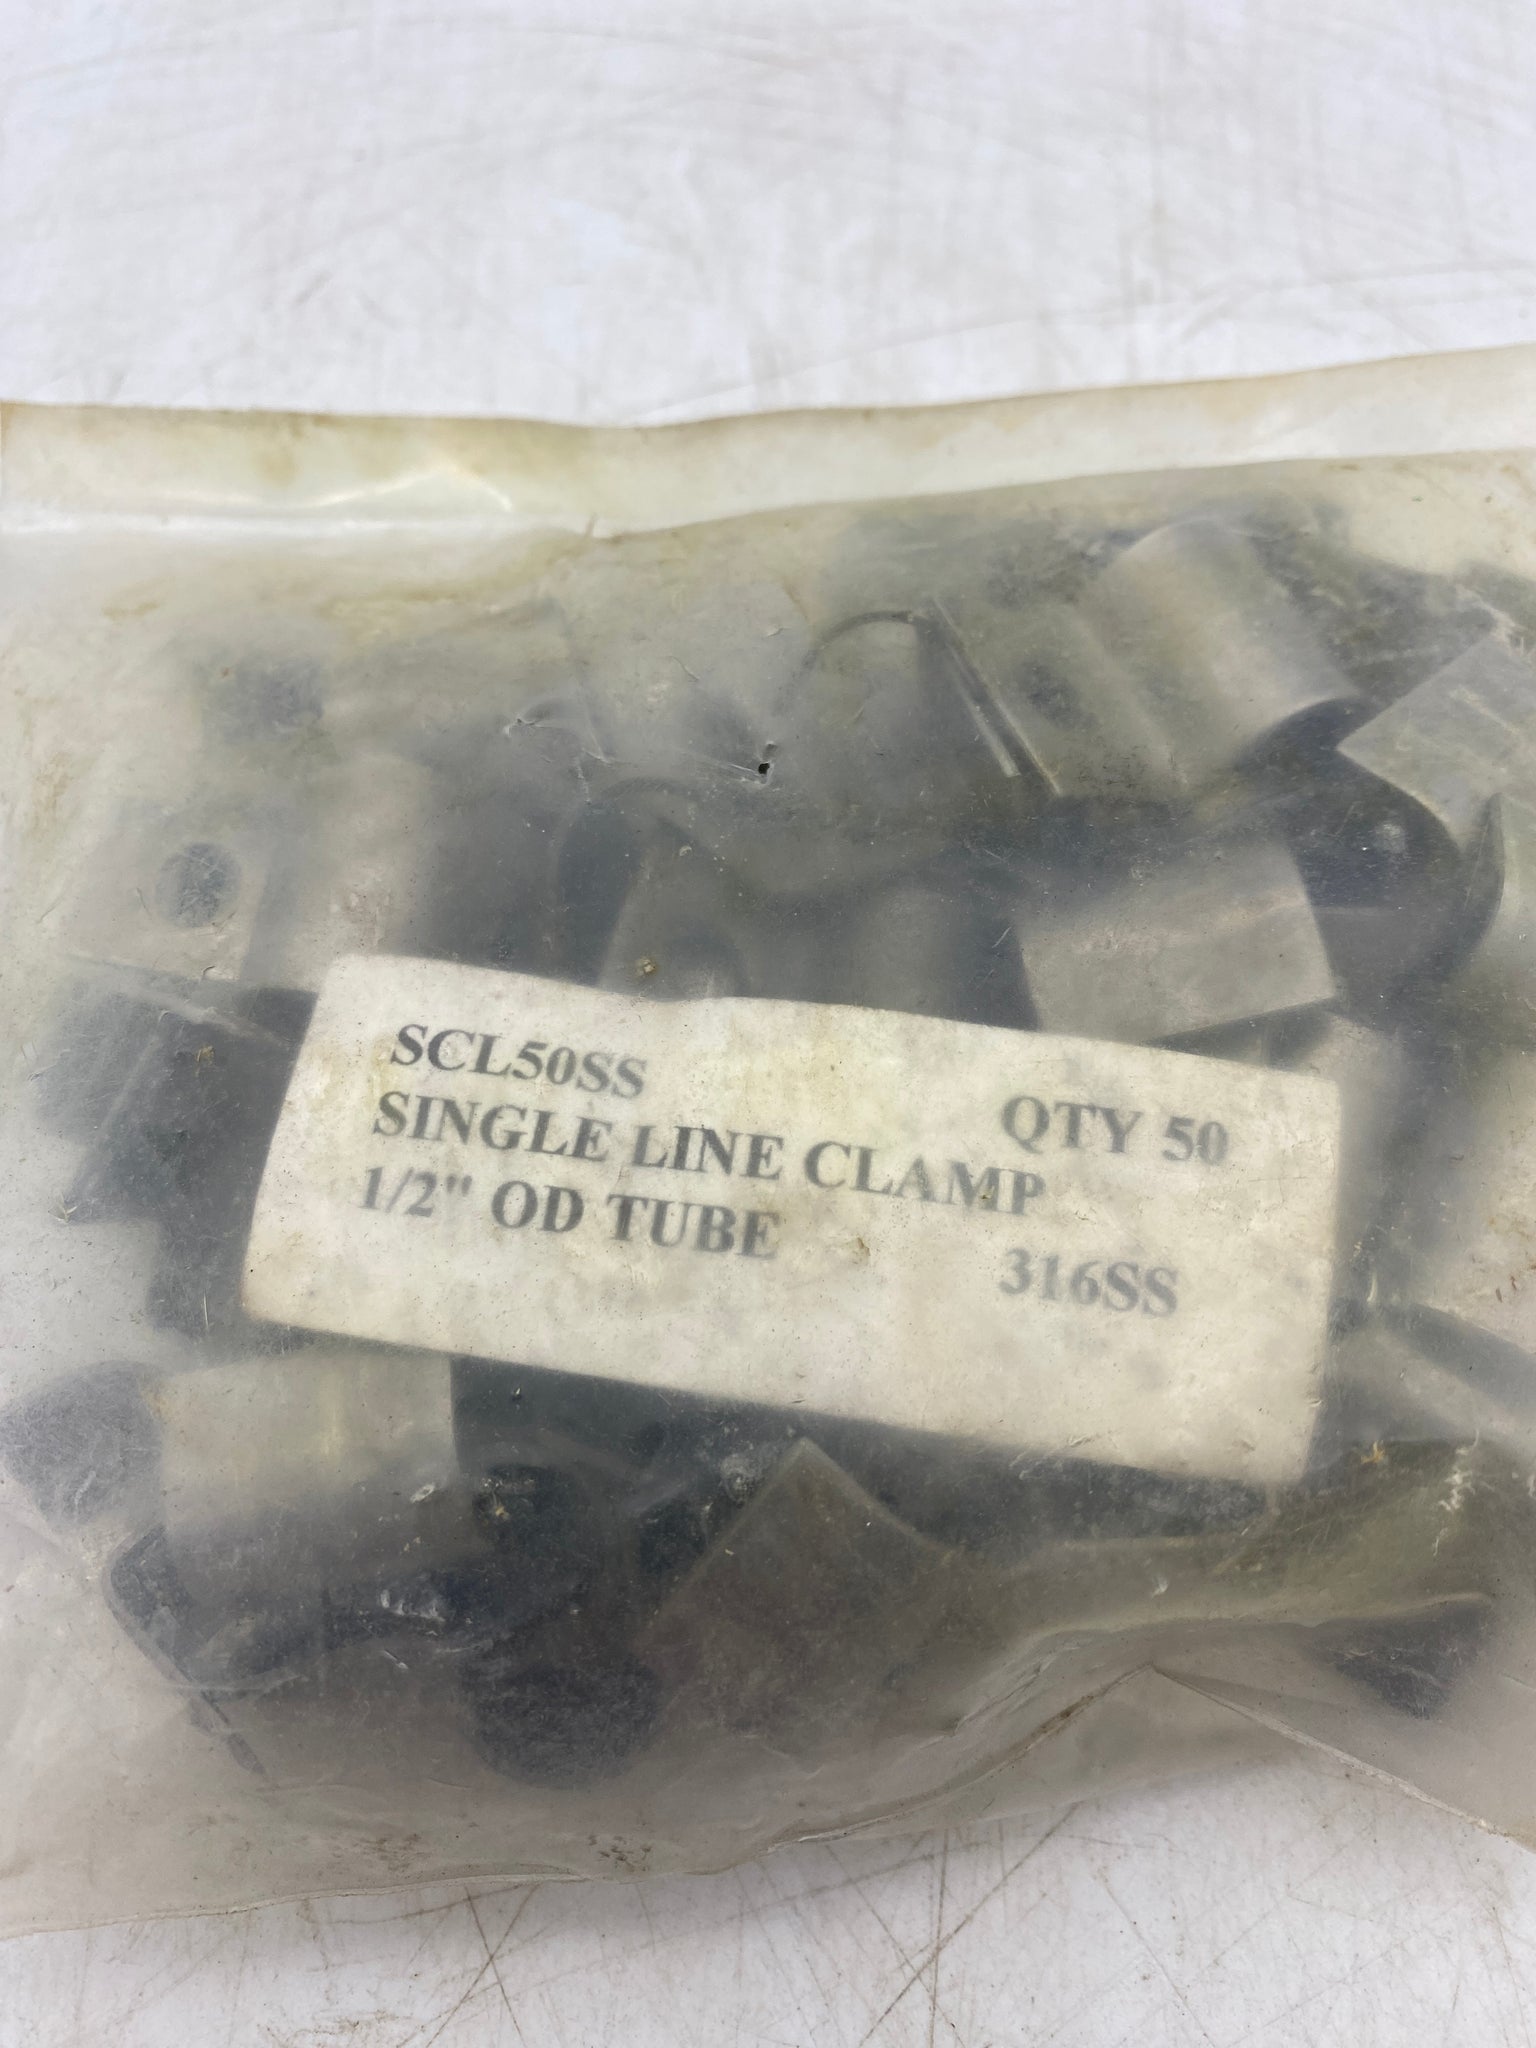 SCL50SS
QTY 50
SINGLE LINE CLAMP
1/2" OD TUBE
316SS